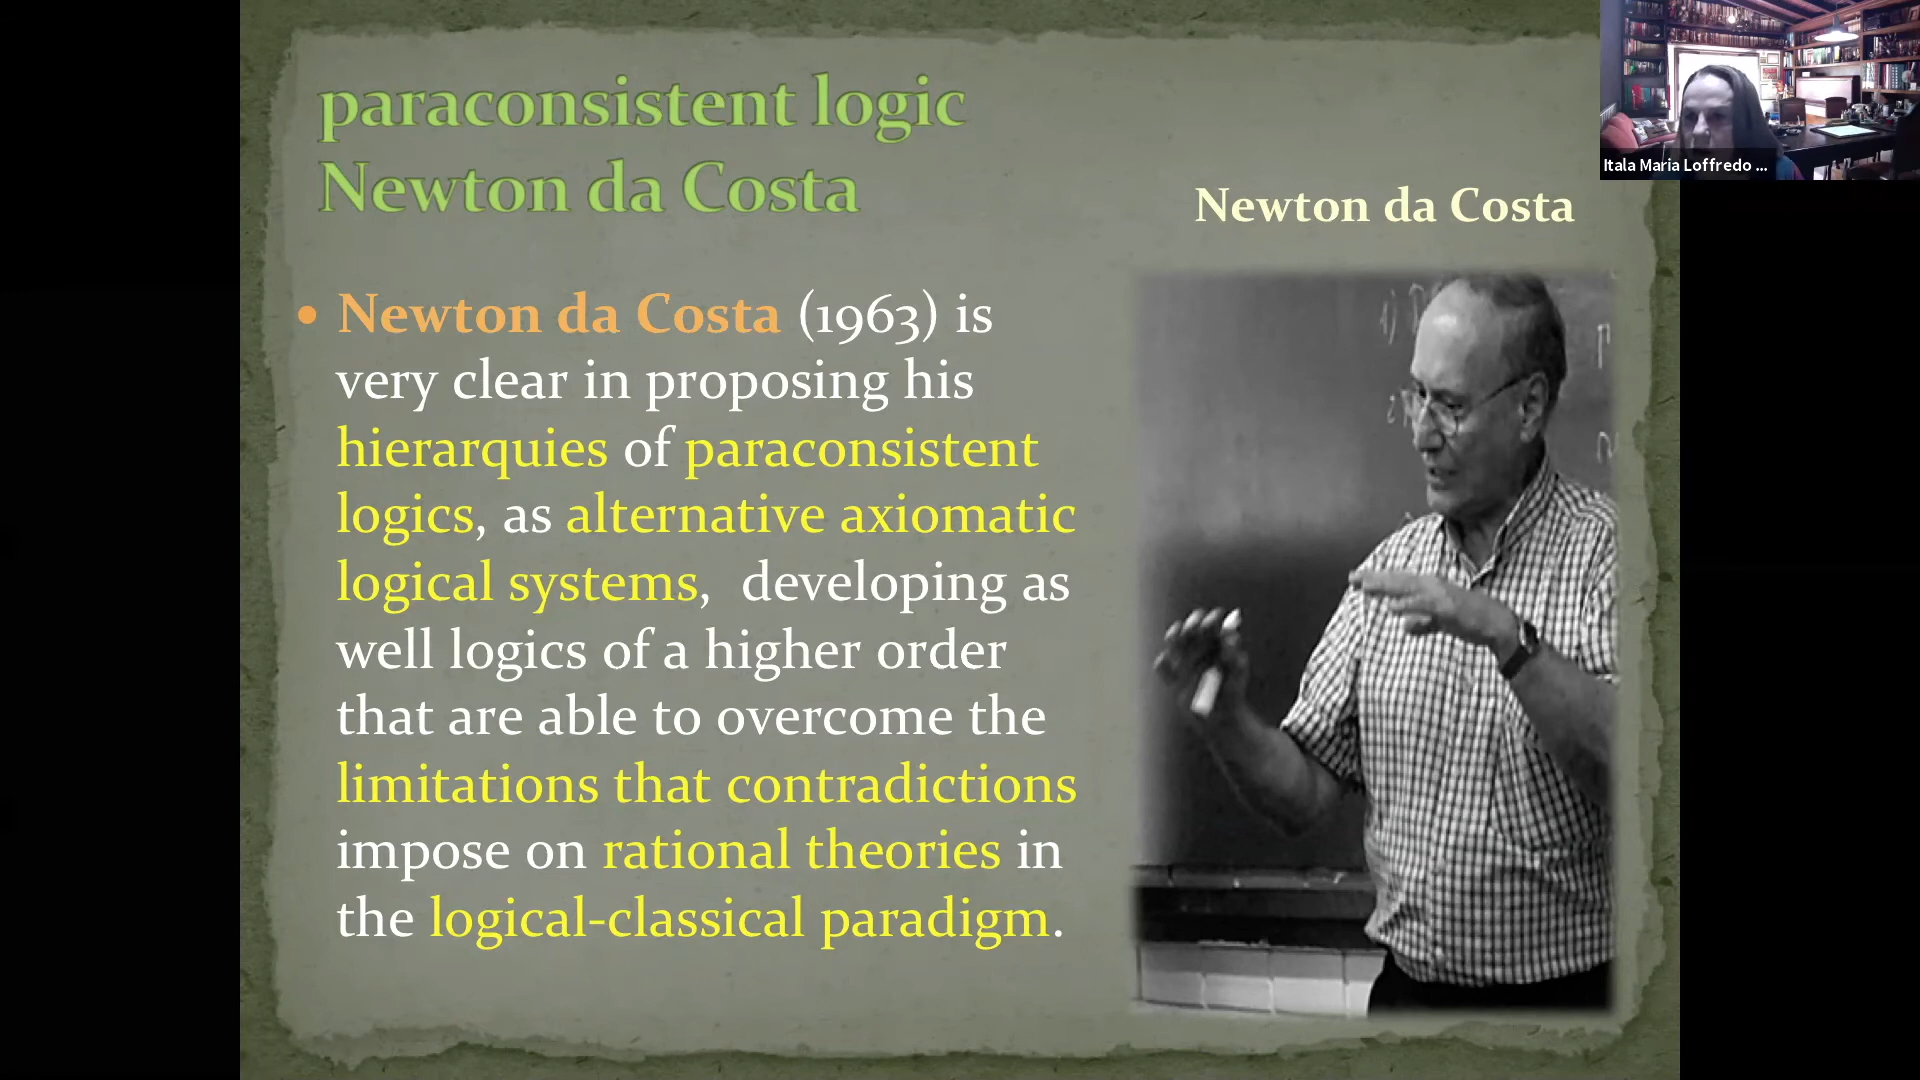 paraconsistent logic
Newton da Costa
Newton da Costa
• Newton da Costa (1963) is
very clear in proposing his
hierarquies of paraconsistent
logics, as alternative axiomatic
logical systems, developing as
well logics of a higher order
that are able to overcome the
limitations that contradictions
impose on rational theories in
the logical-classical paradigm.
Itala Maria Loffredo ...